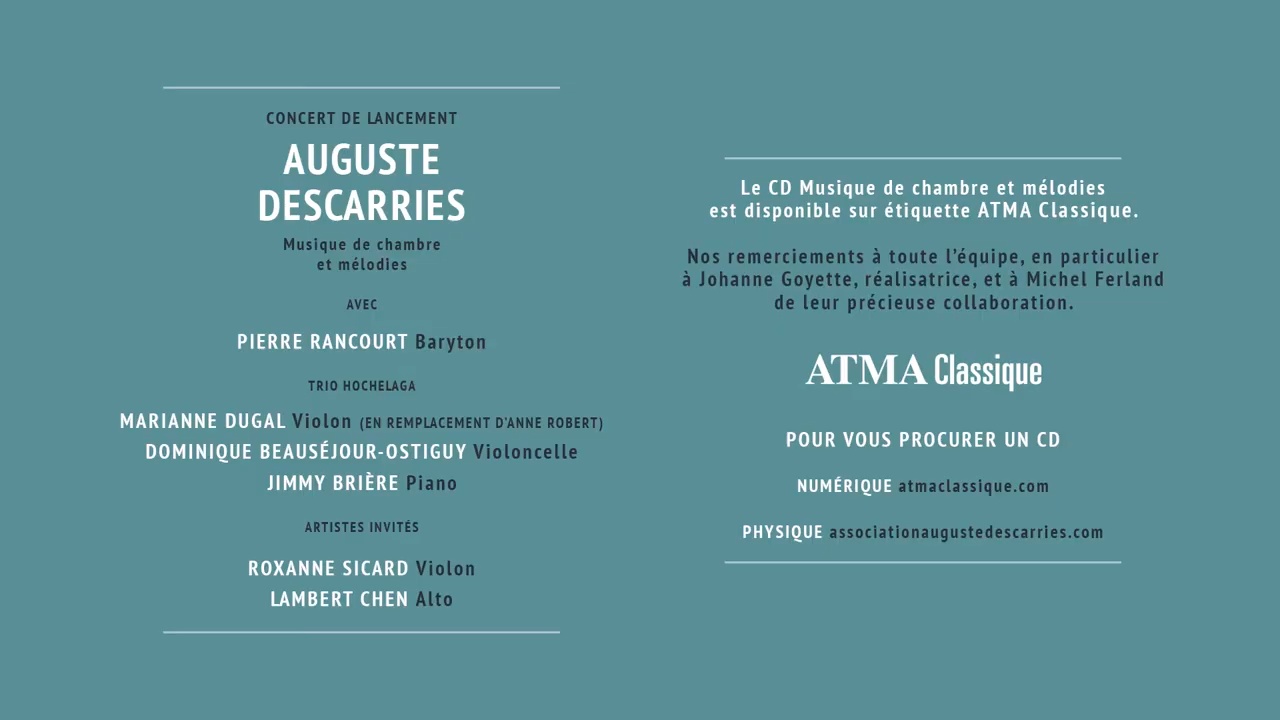 CONCERT DE LANCEMENT
AUGUSTE
DESCARRIES
Musique de chambre
et mélodies
AVEC
PIERRE RANCOURT Baryton
TRIO HOCHELAGA
MARIANNE DUGAL Violon (EN REMPLACEMENT D'ANNE ROBERT)
DOMINIQUE BEAUSÉJOUR-OSTIGUY Violoncelle
JIMMY BRIÈRE Piano
ARTISTES INVITÉS
ROXANNE SICARD Violon
LAMBERT CHEN Alto
Le CD Musique de chambre et mélodies
est disponible sur étiquette ATMA Classique.
Nos remerciements à toute l’équipe, en particulier
à Johanne Goyette, réalisatrice, et à Michel Ferland
de leur précieuse collaboration.
ATMA Classique
POUR VOUS PROCURER UN CD
NUMÉRIQUE atmaclassique.com
PHYSIQUE associationaugustedescarries.com